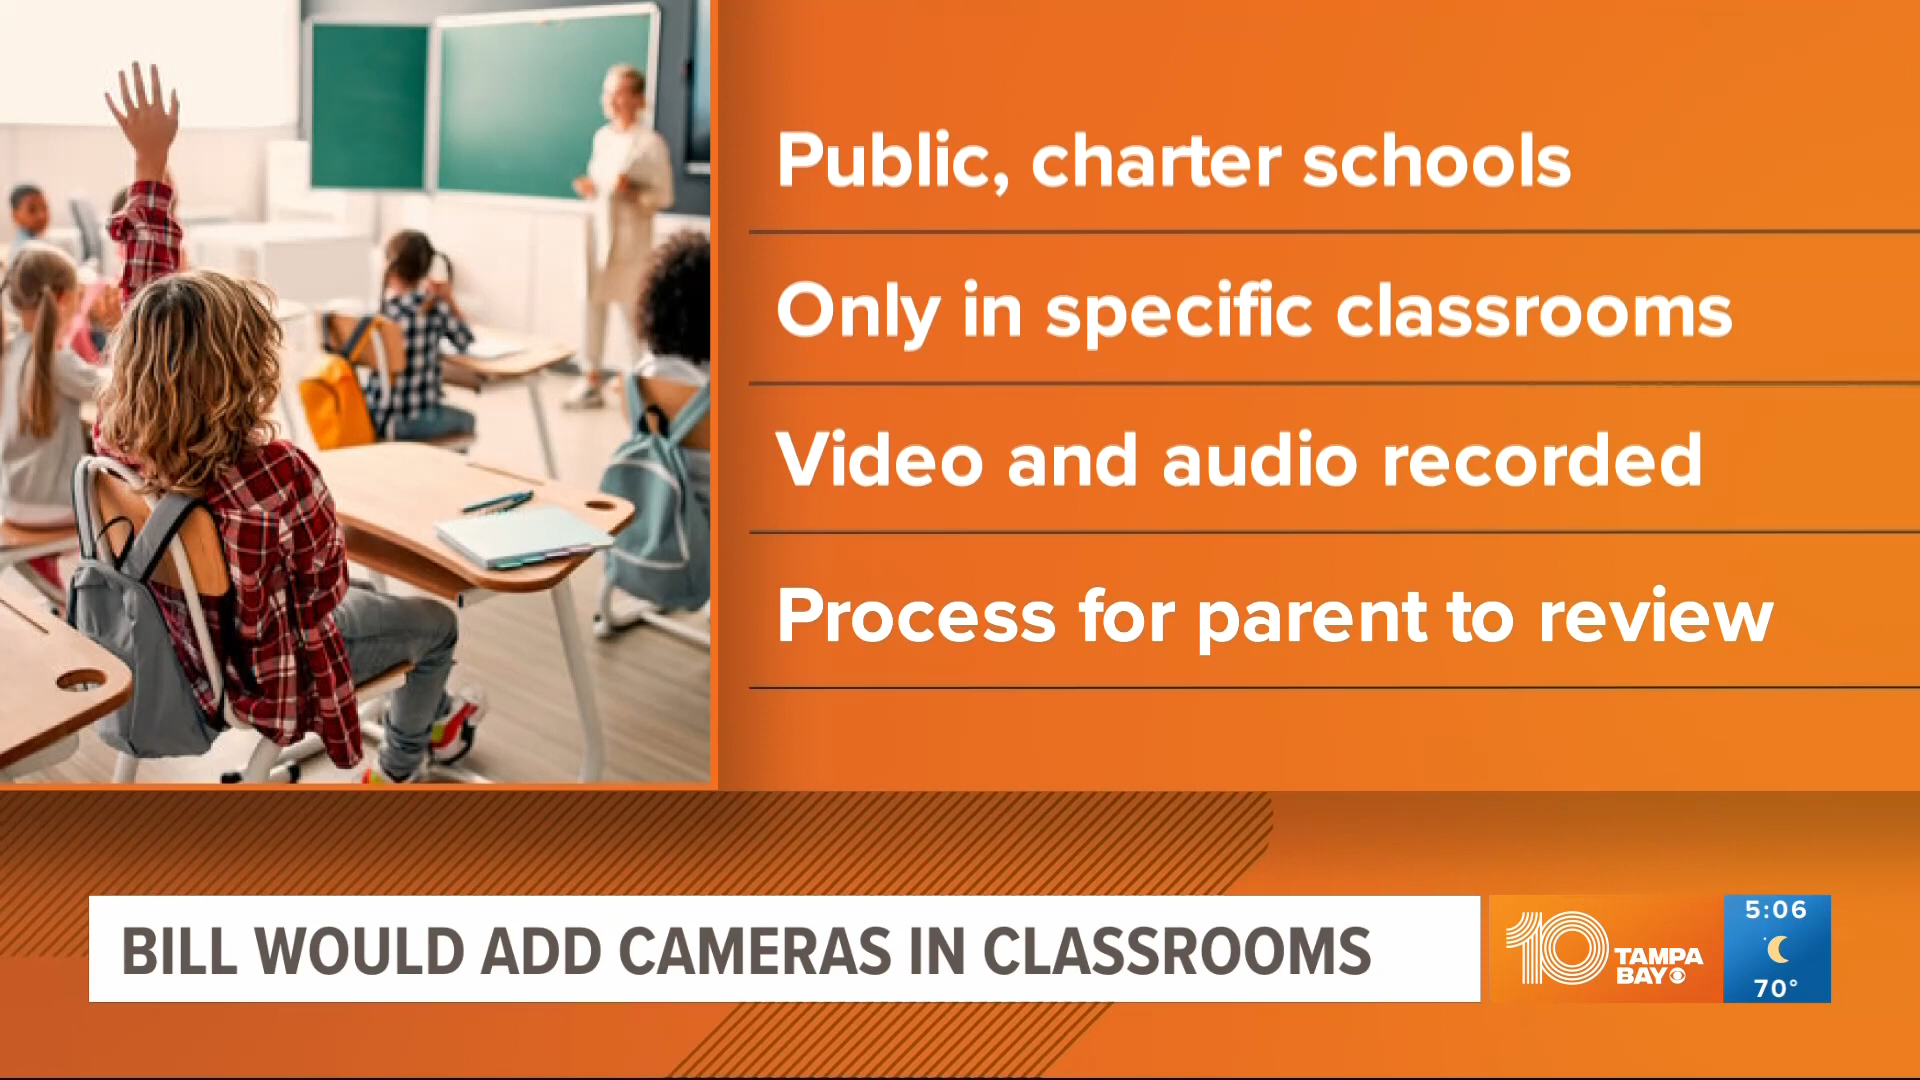 Public, charter schools
Only in specific classrooms
Video and audio recorded
Process for parent to review
BILL WOULD ADD CAMERAS IN CLASSROOMS
10 TAMPA
BAY
5:06
70°